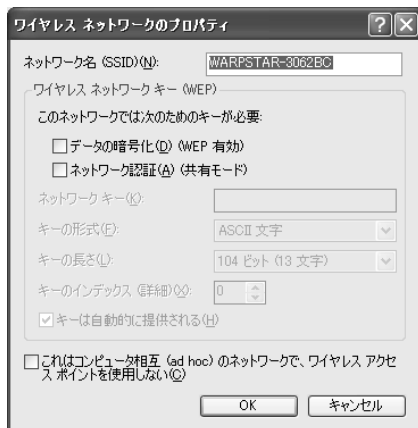 ワイヤレス ネットワークのプロパティ
ネットワーク名 (SSID)(N):
WARPSTAR-3062BC
ワイヤレス ネットワーク キー (WEP)
このネットワークでは次のためのキーが必要:
データの暗号化(D) (WEP 有効)
ネットワーク認証(A) (共有モード)
ネットワーク キー(K):
キーの形式(F):
ASCII 文字
キーの長さ(L):
104 ビット (13 文字)
キーのインデックス (詳細)(X):
0
キーは自動的に提供される(H)
これはコンピュータ相互 (ad hoc) のネットワークで、ワイヤレス アクセ
ス ポイントを使用しない(C)
OK
キャンセル